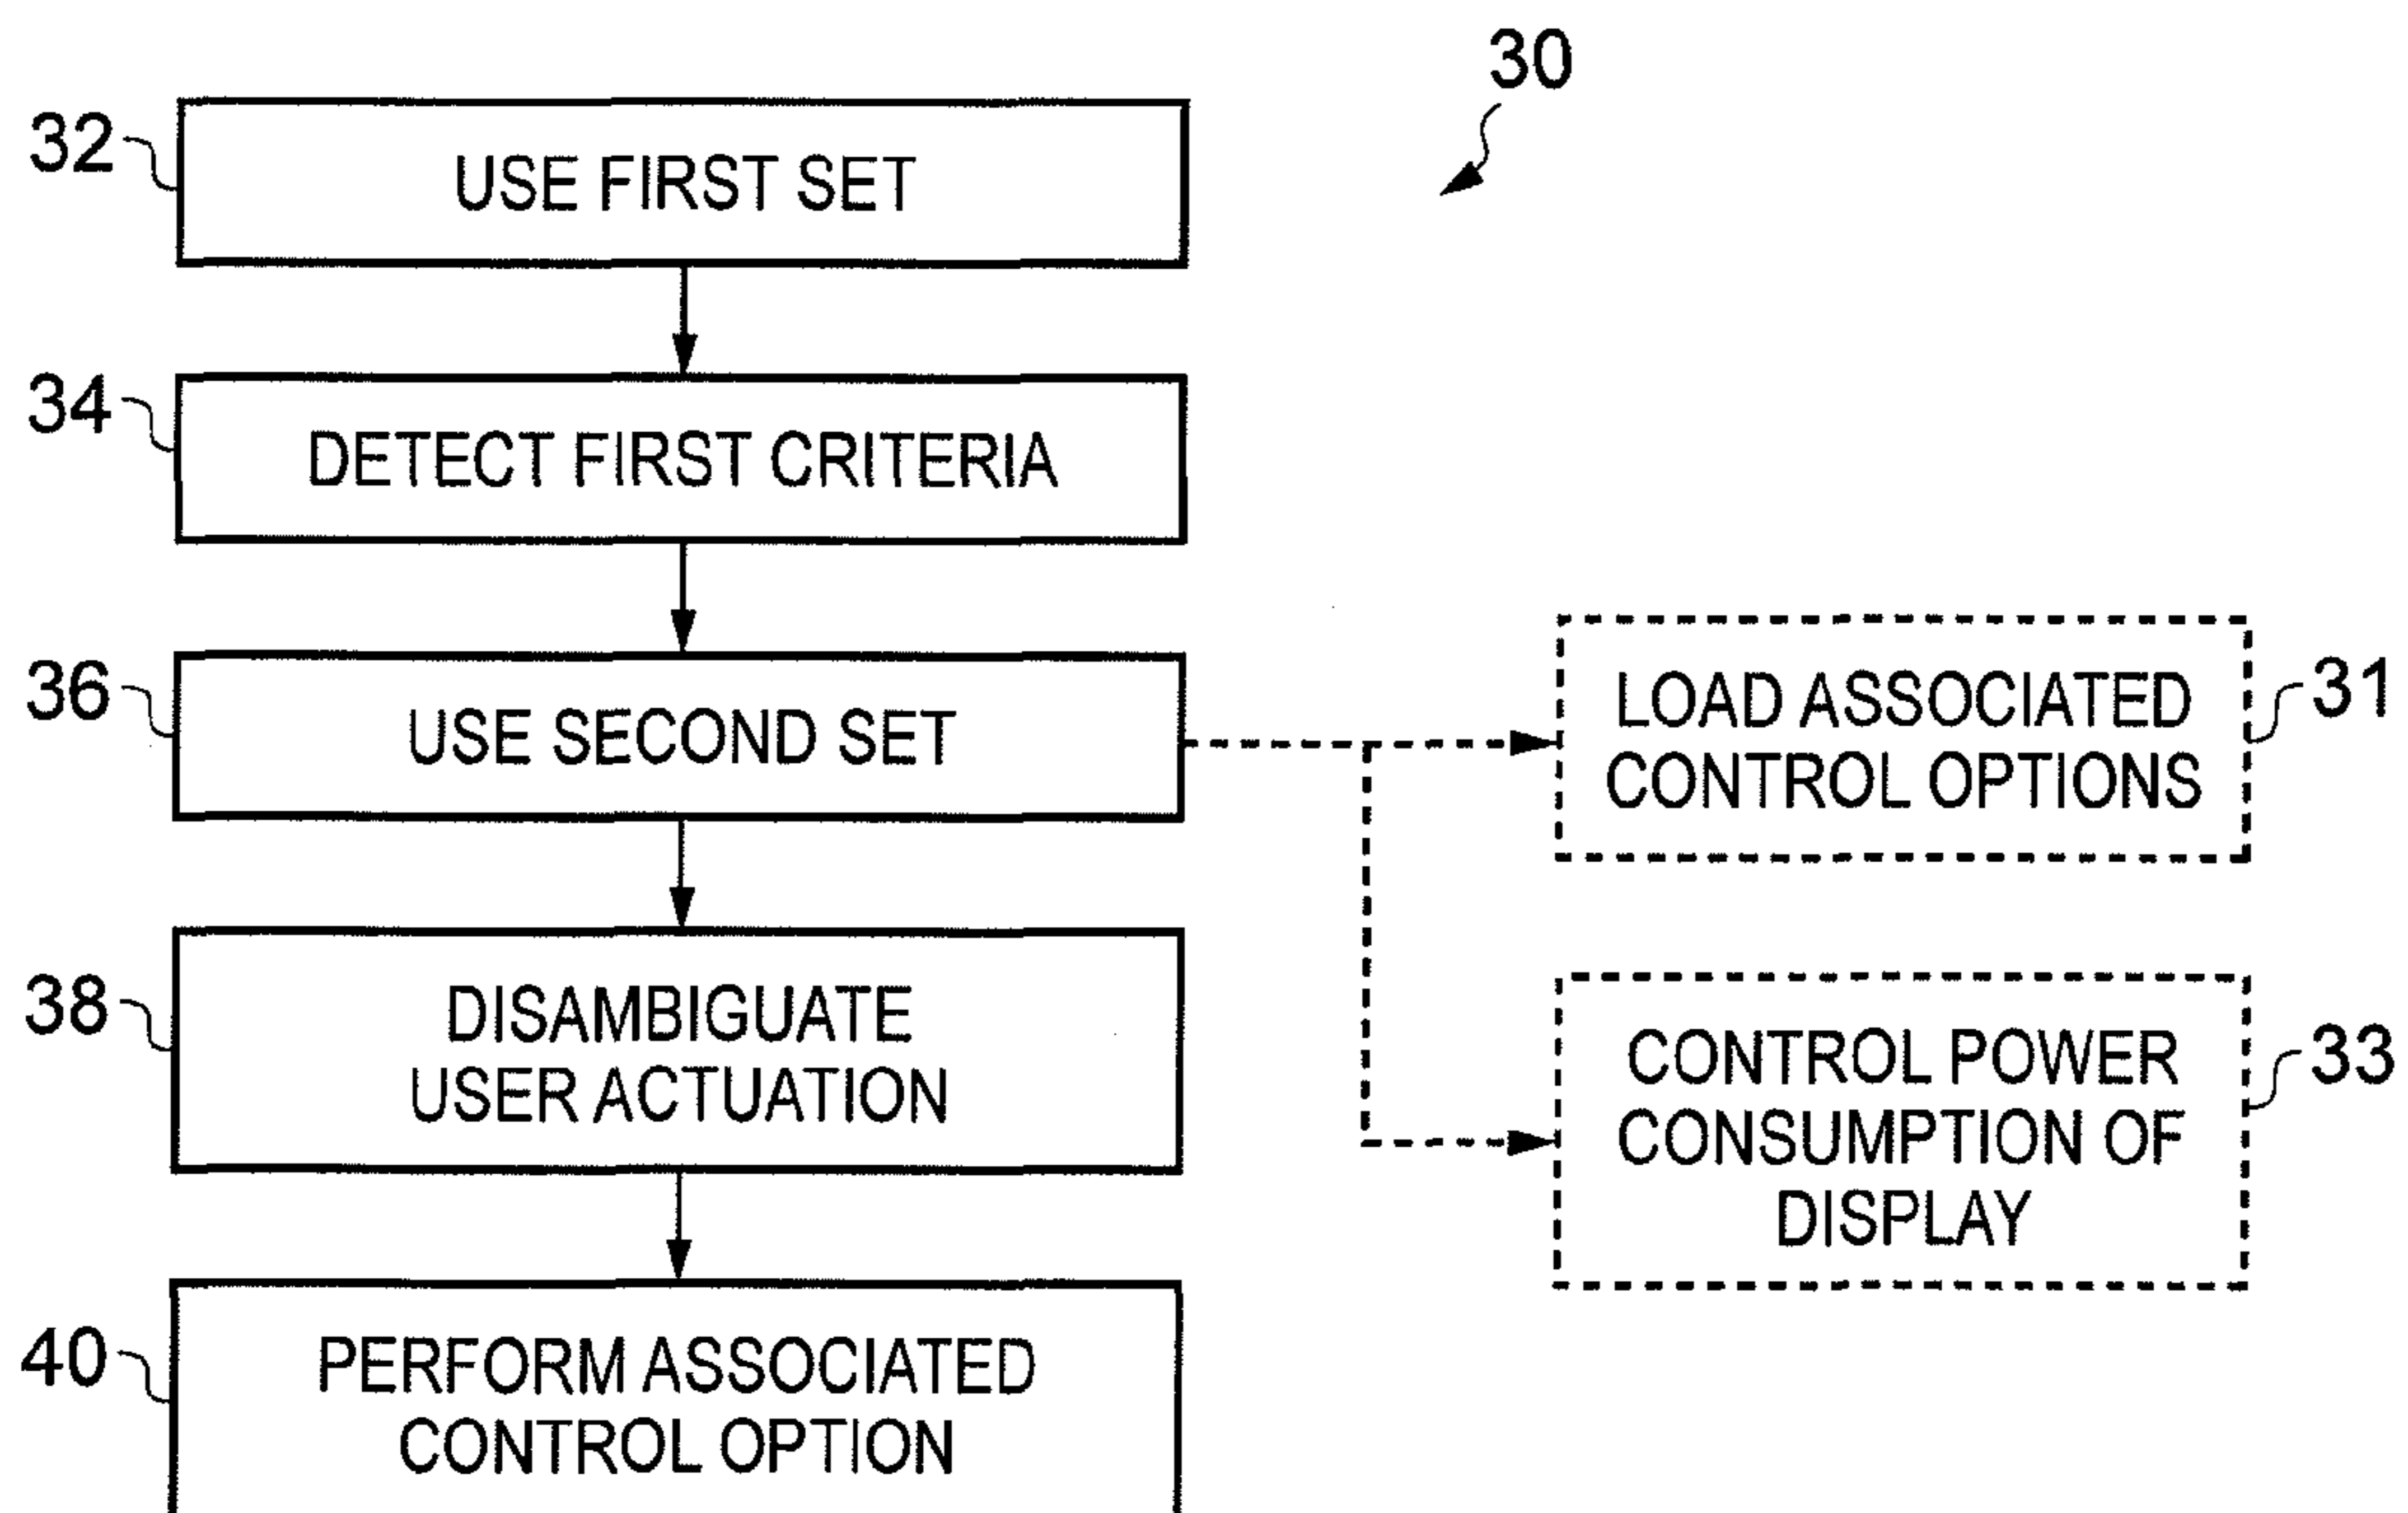 30
32
USE FIRST SET
34
DETECT FIRST CRITERIA
36
USE SECOND SET
LOAD ASSOCIATED
CONTROL OPTIONS
31
38
DISAMBIGUATE
USER ACTUATION
CONTROL POWER
CONSUMPTION OF
DISPLAY
33
40
PERFORM ASSOCIATED
CONTROL OPTION